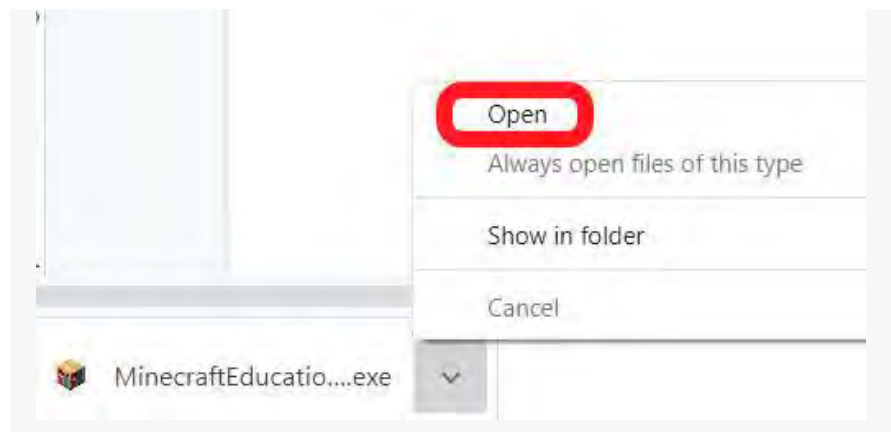 Open
Always open files of this type
Show in folder
Cancel
MinecraftEducatio....exe